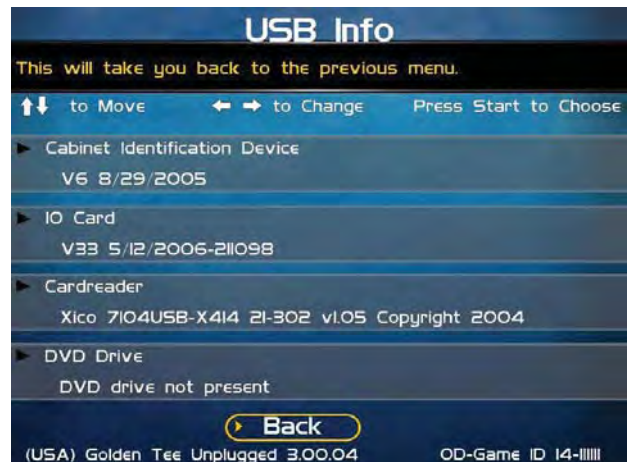 USB Info
This will take you back to the previous menu.
to Move to Change Press Start to Choose
Cabinet Identification Device
V6 8/29/2005
IO Card
V33 5/12/2006-211098
Cardreader
Xico 7104USB-X414 21-302 v1.05 Copyright 2004
DVD Drive
DVD drive not present
Back
(USA) Golden Tee Unplugged 3.00.04 OD-Game ID 14-111111